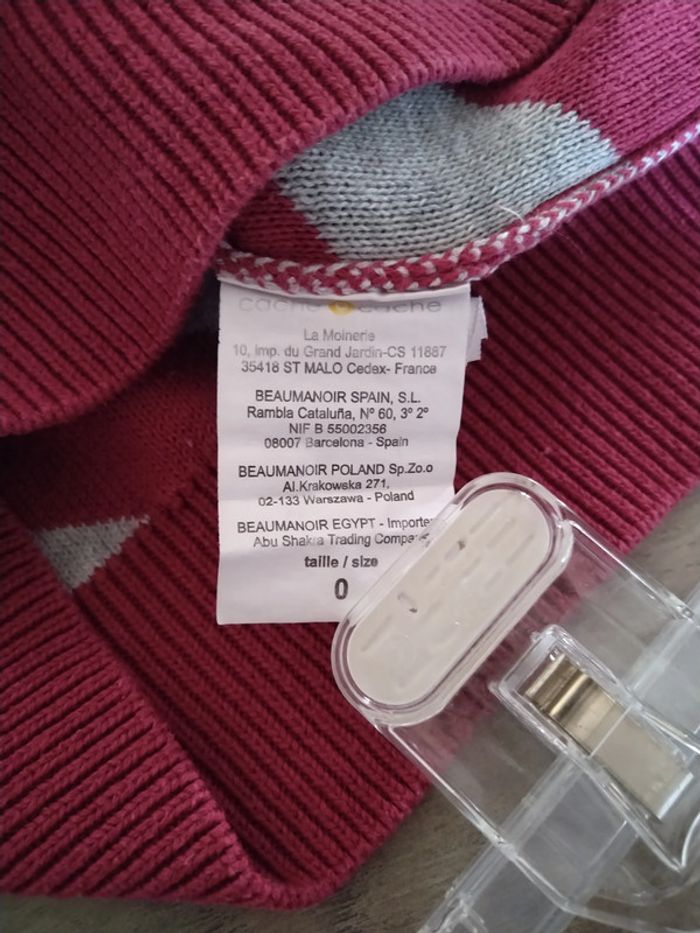 cache cache
La Moinerie
10, imp. du Grand Jardin-CS 11887
35418 ST MALO Cedex- France
BEAUMANOIR SPAIN, S.L.
Rambla Cataluña, Nº 60, 3º 2º
NIF B 55002356
08007 Barcelona - Spain
BEAUMANOIR POLAND Sp.Zo.o
Al.Krakowska 271,
02-133 Warszawa - Poland
BEAUMANOIR EGYPT -
Abu Shakra Trading
taille / size
0